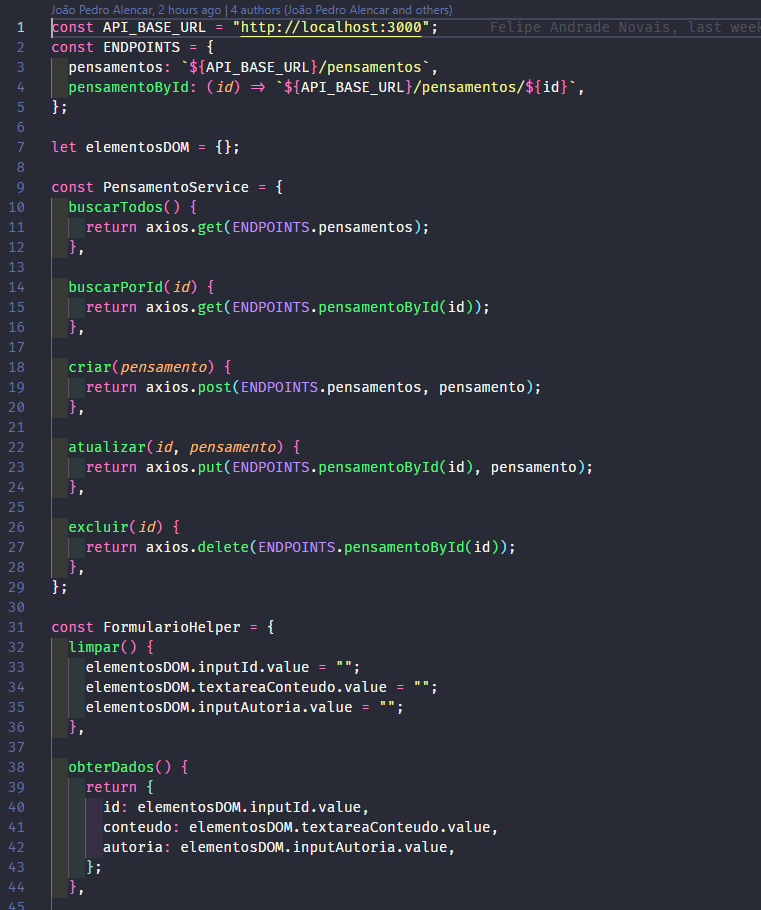 João Pedro Alencar, 2 hours ago | 4 authors (João Pedro Alencar and others)
1 const API_BASE_URL = "http://localhost:3000"; Felipe Andrade Novais, last week
2 const ENDPOINTS = {
3 pensamentos: `${API_BASE_URL}/pensamentos`,
4 pensamentoById: (id) => `${API_BASE_URL}/pensamentos/${id}`,
5 };
6
7 let elementosDOM = {};
8
9 const PensamentoService = {
10 buscarTodos() {
11 return axios.get(ENDPOINTS.pensamentos);
12 },
13
14 buscarPorId(id) {
15 return axios.get(ENDPOINTS.pensamentoById(id));
16 },
17
18 criar(pensamento) {
19 return axios.post(ENDPOINTS.pensamentos, pensamento);
20 },
21
22 atualizar(id, pensamento) {
23 return axios.put(ENDPOINTS.pensamentoById(id), pensamento);
24 },
25
26 excluir(id) {
27 return axios.delete(ENDPOINTS.pensamentoById(id));
28 },
29 };
30
31 const FormularioHelper = {
32 limpar() {
33 elementosDOM.inputId.value = "";
34 elementosDOM.textareaConteudo.value = "";
35 elementosDOM.inputAutoria.value = "";
36 },
37
38 obterDados() {
39 return {
40 id: elementosDOM.inputId.value,
41 conteudo: elementosDOM.textareaConteudo.value,
42 autoria: elementosDOM.inputAutoria.value,
43 };
44 },
45